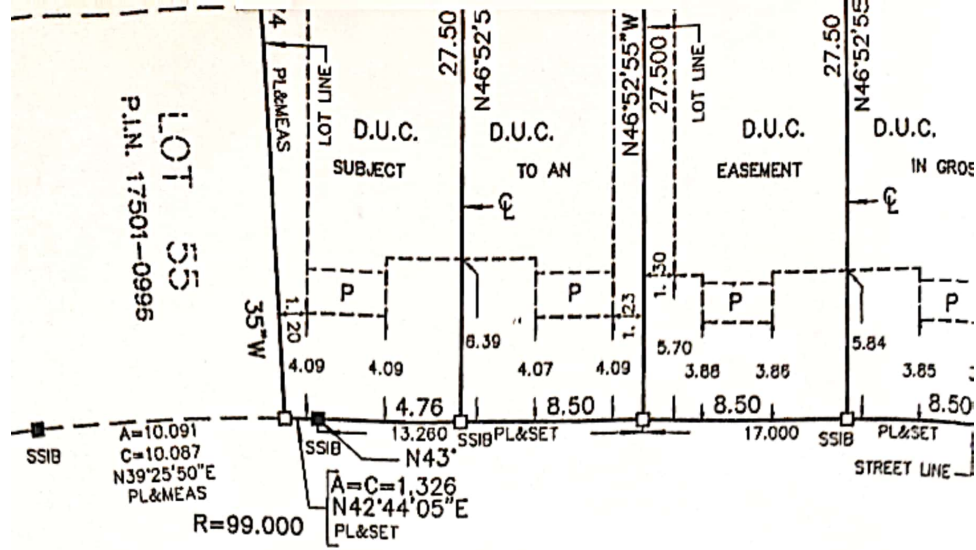 4
PL&MEAS
LOT LINE
27.50
N46°52'5
N46°52'55"W
27.500
LOT LINE
27.50
N46°52'55
LOT 55
P.I.N. 17501-0996
D.U.C.
D.U.C.
D.U.C.
D.U.C.
SUBJECT
TO AN
EASEMENT
IN GROS
℄
℄
P
P
P
P
35"W
1.20
1.23
1.30
6.39
5.70
5.84
4.09
4.09
4.07
4.09
3.88
3.86
3.85
4.76
8.50
8.50
8.50
SSIB
A=10.091
C=10.087
N39°25'50"E
PL&MEAS
SSIB
13.260
SSIB
PL&SET
17.000
SSIB
PL&SET
N43°
STREET LINE
A=C=1.326
N42°44'05"E
PL&SET
R=99.000